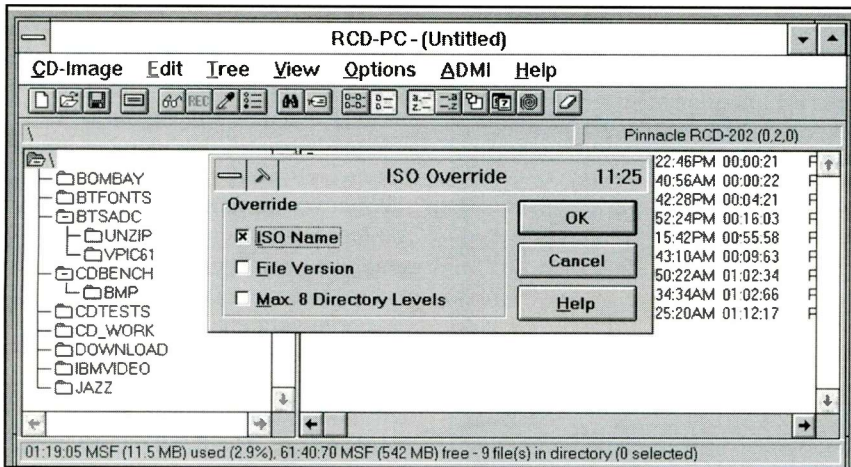 RCD-PC - (Untitled)
CD-Image Edit Tree View Options ADMI Help
REC
\
Pinnacle RCD-202 (0,2,0)
\
BOMBAY
BTFONTS
BTSADC
UNZIP
VPIC61
CDBENCH
BMP
CDTESTS
CD_WORK
DOWNLOAD
IBMVIDEO
JAZZ
ISO Override 11:25
Override
ISO Name
File Version
Max. 8 Directory Levels
OK
Cancel
Help
22:46PM 00:00:21 F
40:56AM 00:00:22 F
42:28PM 00:04:21 F
52:24PM 00:16:03 F
15:42PM 00:55:58 F
43:10AM 00:09:63 F
50:22AM 01:02:34 F
34:34AM 01:02:66 F
25:20AM 01:12:17 F
01:19:05 MSF (11.5 MB) used (2.9%), 61:40:70 MSF (542 MB) free - 9 file(s) in directory (0 selected)